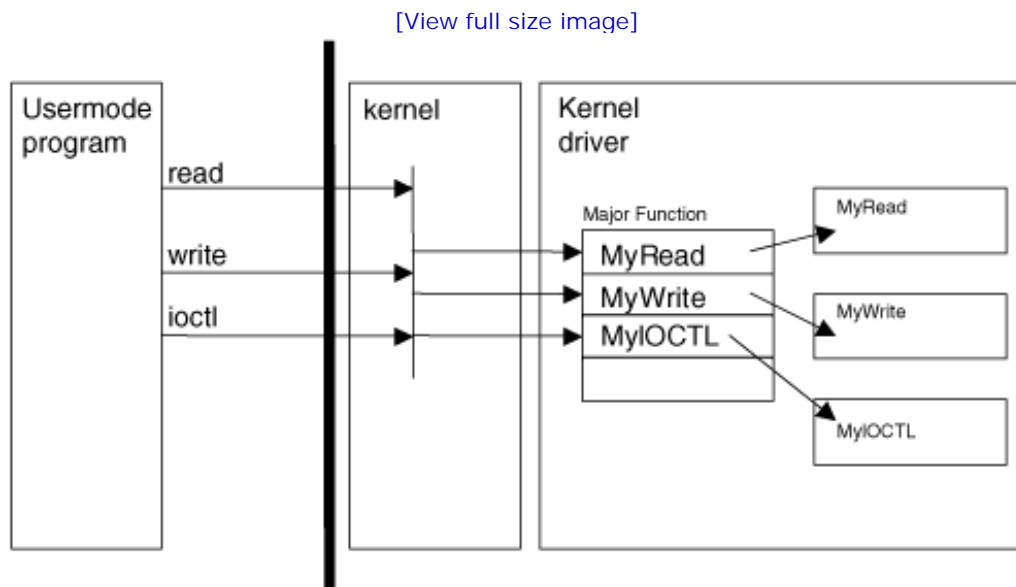 [View full size image]
Usermode
program
read
write
ioctl
kernel
Kernel
driver
Major Function
MyRead
MyWrite
MyIOCTL
MyRead
MyWrite
MyIOCTL